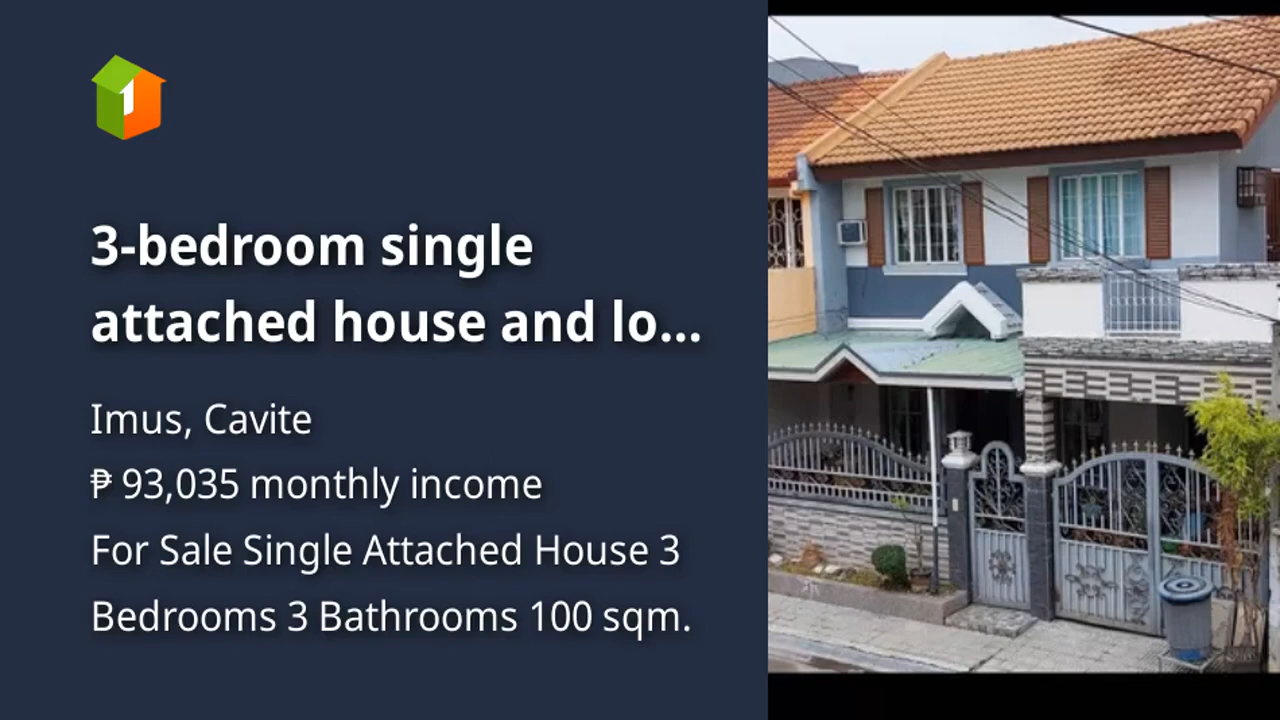 3-bedroom single
attached house and lo...
Imus, Cavite
₱ 93,035 monthly income
For Sale Single Attached House 3
Bedrooms 3 Bathrooms 100 sqm.